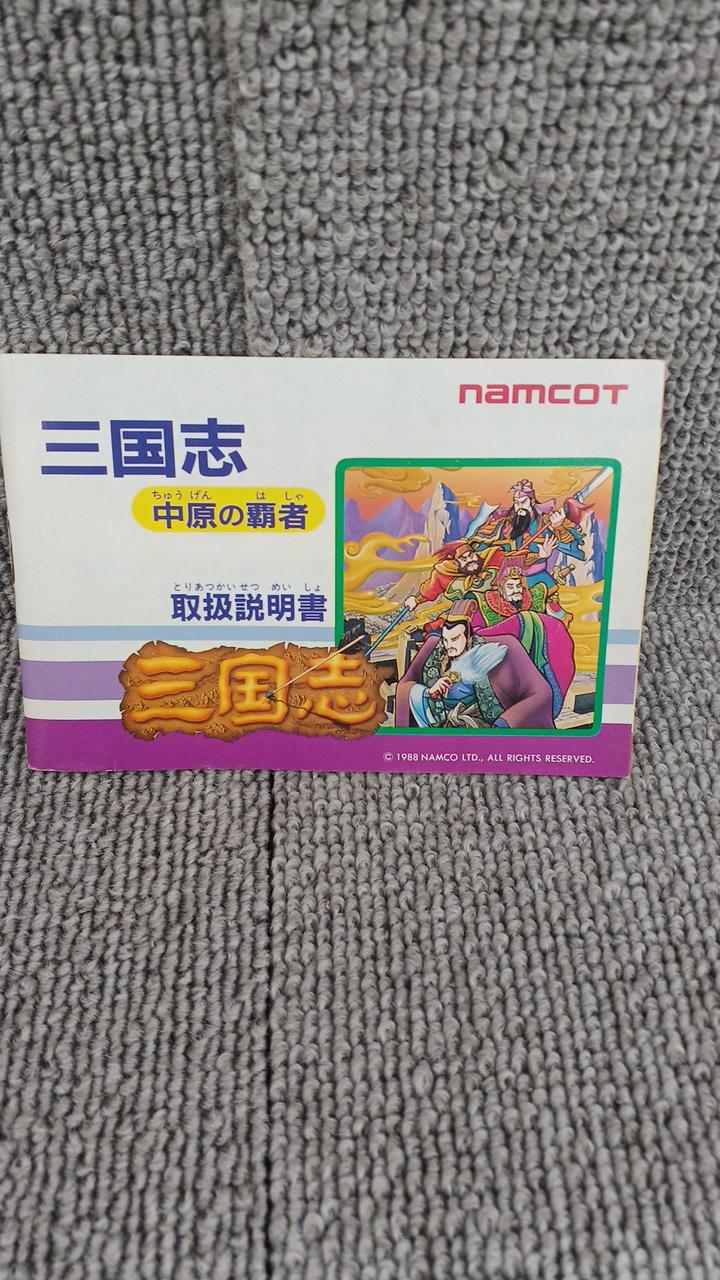 namcoT
三国志
ちゅう げん は しゃ
中原の覇者
とりあつかいせつ めい しょ
取扱説明書
三国志
© 1988 NAMCO LTD., ALL RIGHTS RESERVED.